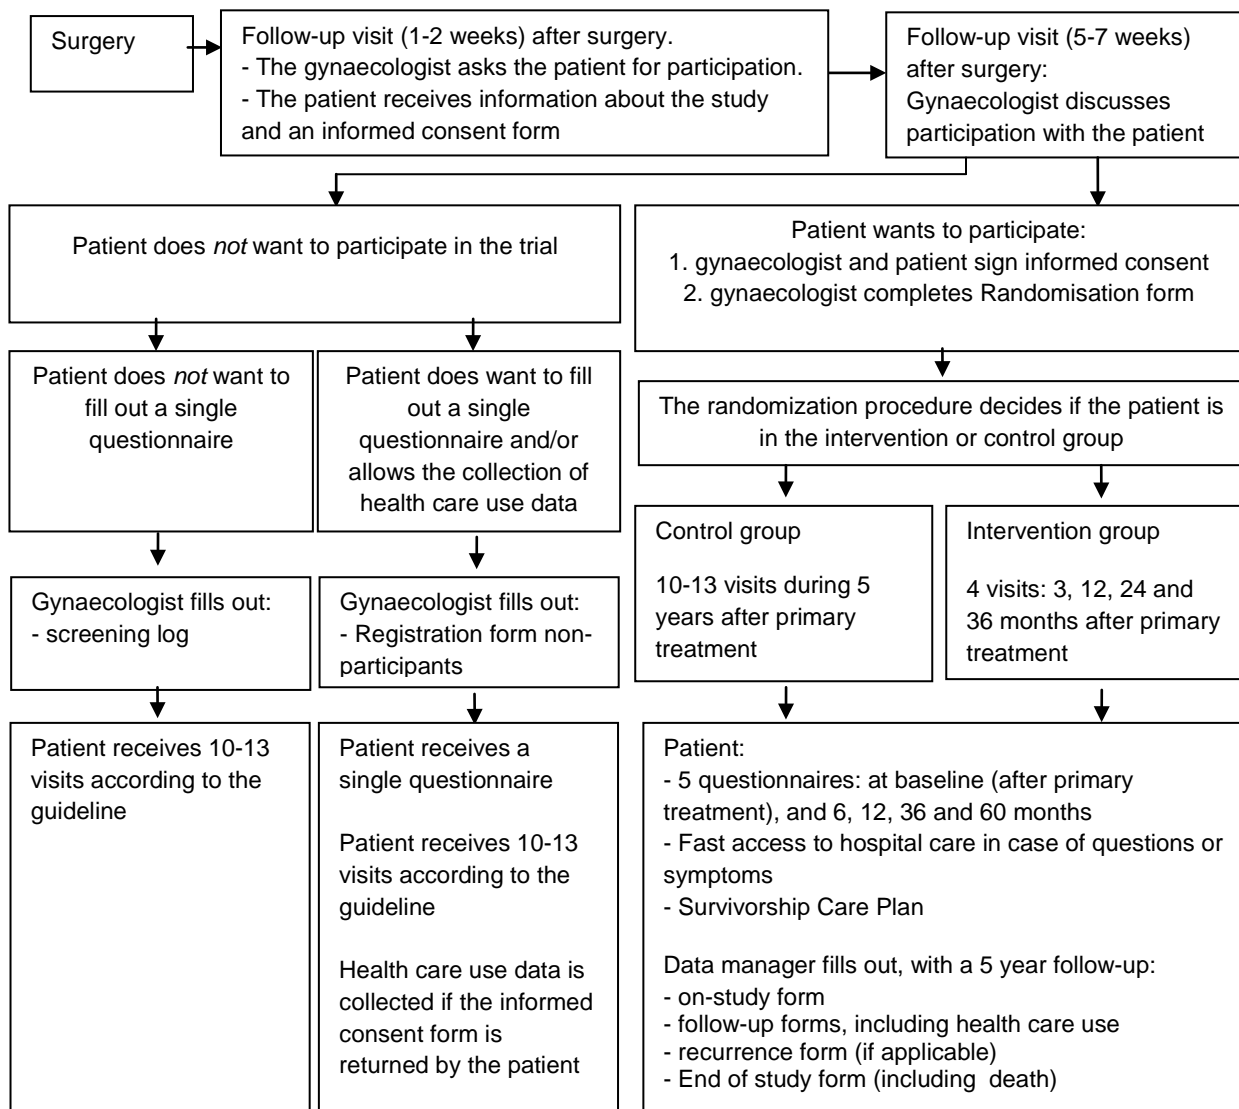 Surgery
Follow-up visit (1-2 weeks) after surgery.
- The gynaecologist asks the patient for participation.
- The patient receives information about the study
and an informed consent form
Follow-up visit (5-7 weeks)
after surgery:
Gynaecologist discusses
participation with the patient
Patient does not want to participate in the trial
Patient wants to participate:
1. gynaecologist and patient sign informed consent
2. gynaecologist completes Randomisation form
Patient does not want to
fill out a single
questionnaire
Patient does want to fill
out a single
questionnaire and/or
allows the collection of
health care use data
The randomization procedure decides if the patient is
in the intervention or control group
Control group
10-13 visits during 5
years after primary
treatment
Intervention group
4 visits: 3, 12, 24 and
36 months after primary
treatment
Gynaecologist fills out:
- screening log
Gynaecologist fills out:
- Registration form non-
participants
Patient receives 10-13
visits according to the
guideline
Patient receives a
single questionnaire
Patient receives 10-13
visits according to the
guideline
Health care use data is
collected if the informed
consent form is
returned by the patient
Patient:
- 5 questionnaires: at baseline (after primary
treatment), and 6, 12, 36 and 60 months
- Fast access to hospital care in case of questions or
symptoms
- Survivorship Care Plan
Data manager fills out, with a 5 year follow-up:
- on-study form
- follow-up forms, including health care use
- recurrence form (if applicable)
- End of study form (including death)